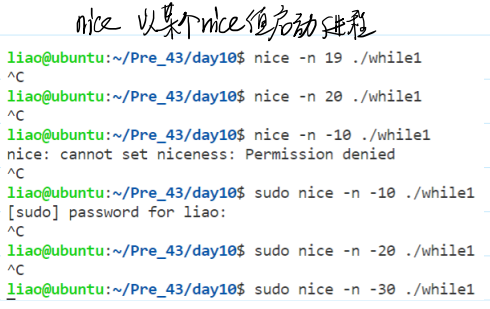 nice 以某个nice值启动进程
liao@ubuntu:~/Pre_43/day10$ nice -n 19 ./while1
^C
liao@ubuntu:~/Pre_43/day10$ nice -n 20 ./while1
^C
liao@ubuntu:~/Pre_43/day10$ nice -n -10 ./while1
nice: cannot set niceness: Permission denied
^C
liao@ubuntu:~/Pre_43/day10$ sudo nice -n -10 ./while1
[sudo] password for liao:
^C
liao@ubuntu:~/Pre_43/day10$ sudo nice -n -20 ./while1
^C
liao@ubuntu:~/Pre_43/day10$ sudo nice -n -30 ./while1